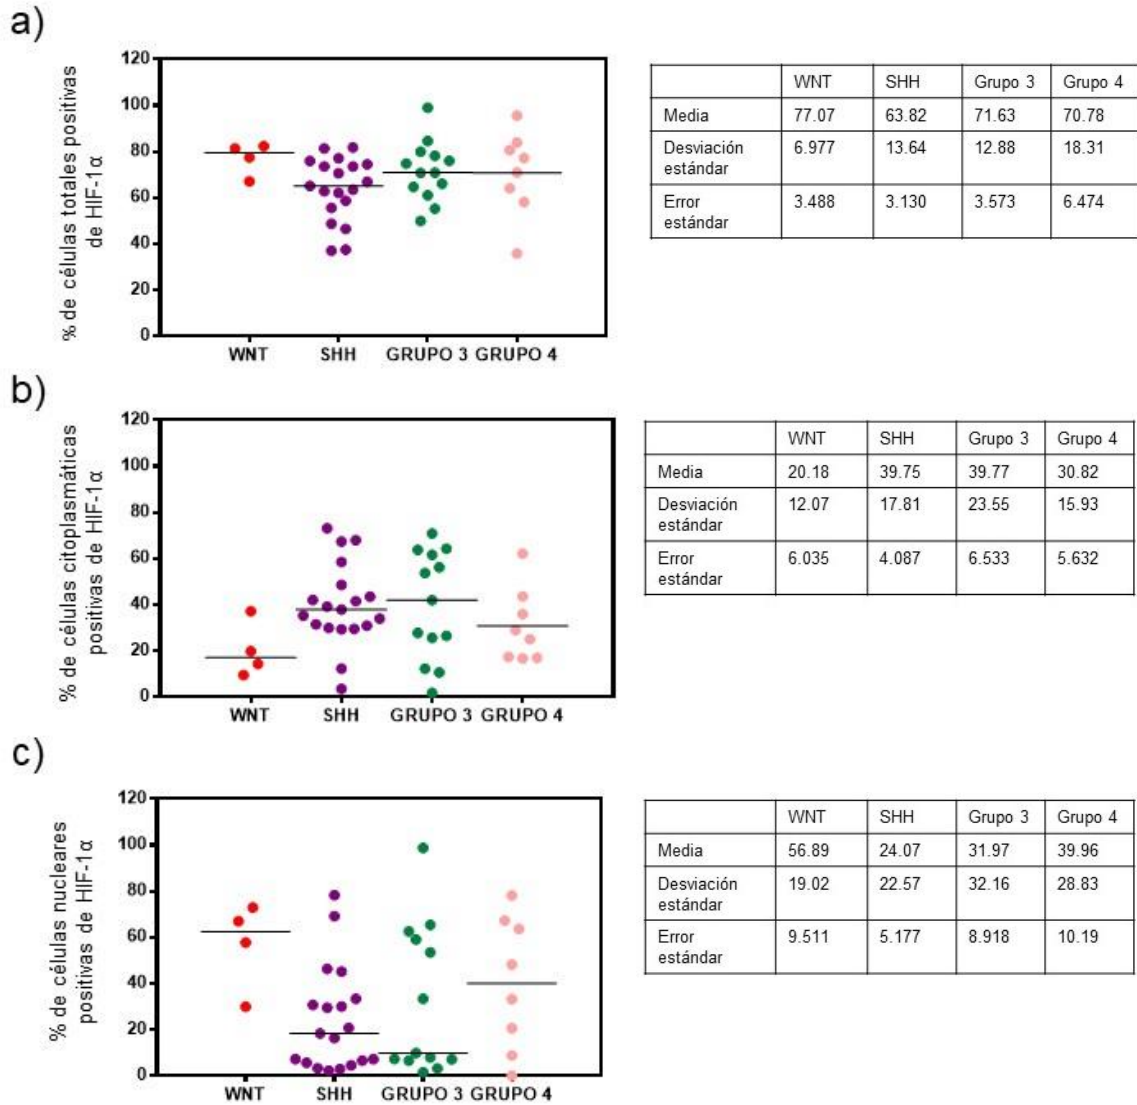 a)
% de células totales positivas
de HIF-1α
120
100
80
60
40
20
0
WNT SHH GRUPO 3 GRUPO 4
WNT SHH Grupo 3 Grupo 4
Media 77.07 63.82 71.63 70.78
Desviación
estándar 6.977 13.64 12.88 18.31
Error
estándar 3.488 3.130 3.573 6.474
b)
% de células citoplasmáticas
positivas de HIF-1α
120
100
80
60
40
20
0
WNT SHH GRUPO 3 GRUPO 4
WNT SHH Grupo 3 Grupo 4
Media 20.18 39.75 39.77 30.82
Desviación
estándar 12.07 17.81 23.55 15.93
Error
estándar 6.035 4.087 6.533 5.632
c)
% de células nucleares
positivas de HIF-1α
120
100
80
60
40
20
0
WNT SHH GRUPO 3 GRUPO 4
WNT SHH Grupo 3 Grupo 4
Media 56.89 24.07 31.97 39.96
Desviación
estándar 19.02 22.57 32.16 28.83
Error
estándar 9.511 5.177 8.918 10.19